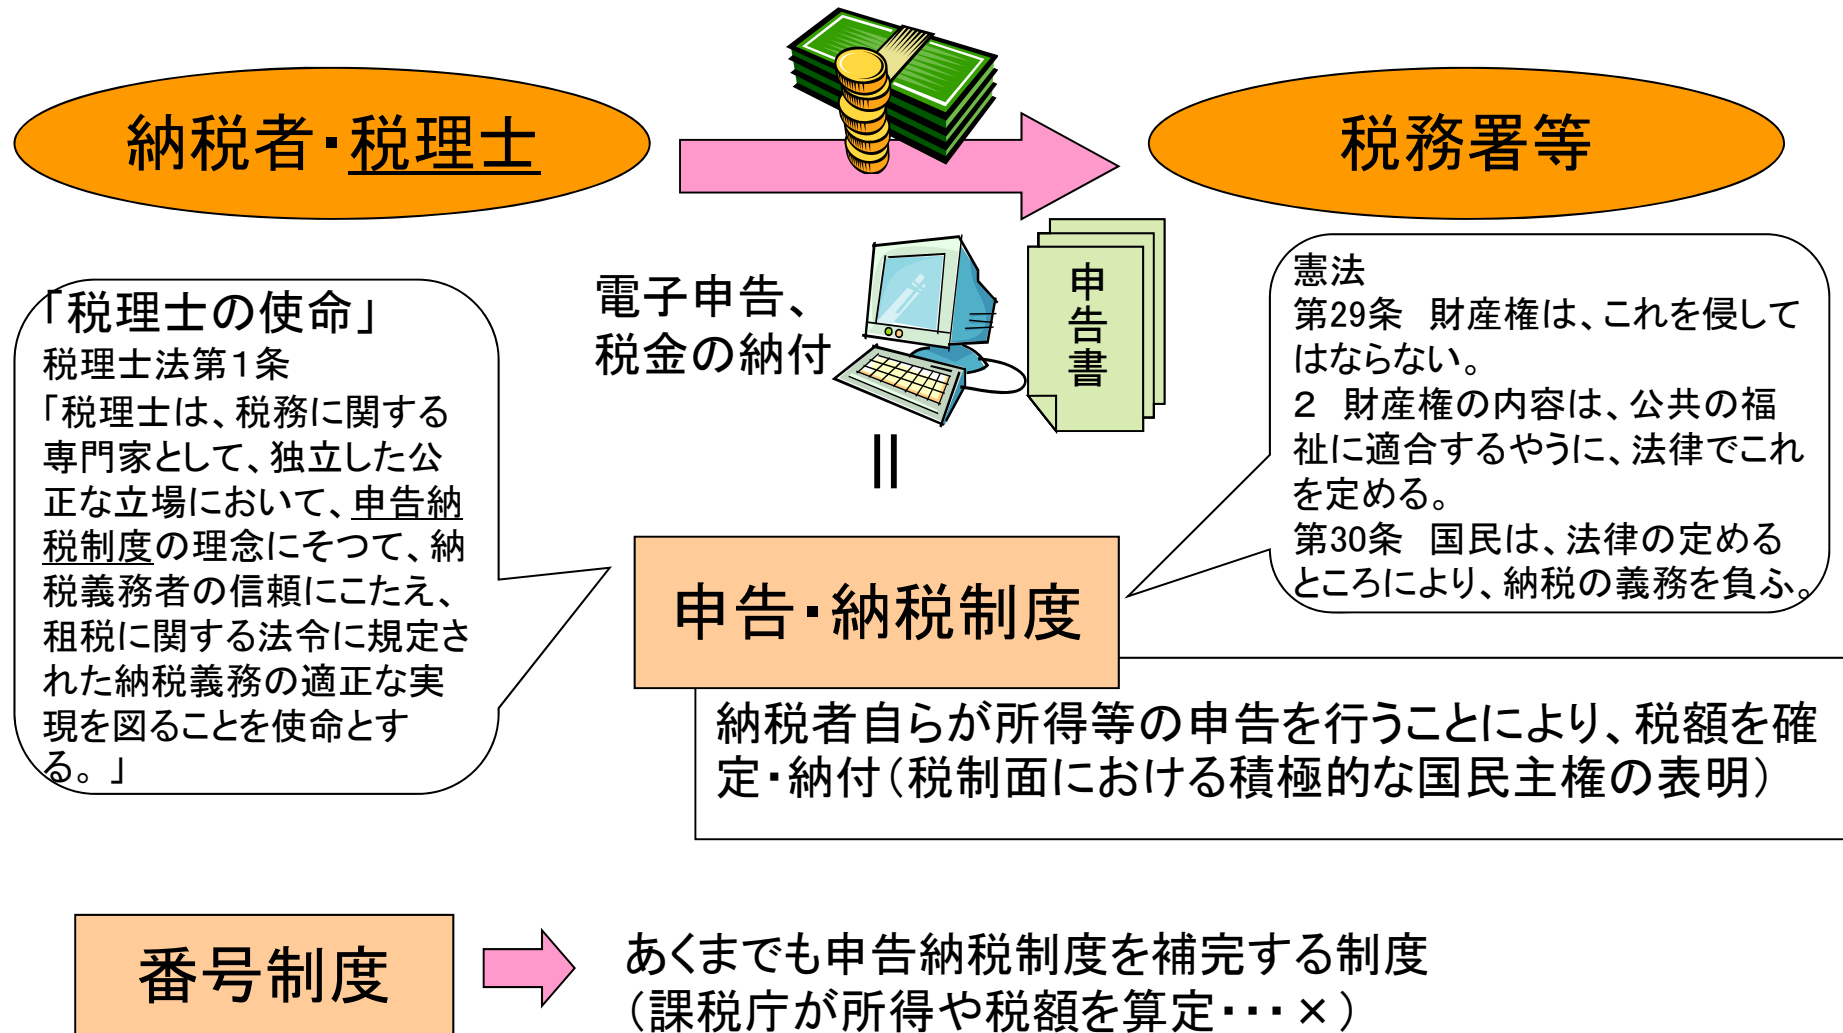 納税者・税理士
税務署等
電子申告、
税金の納付
申告書
「税理士の使命」
税理士法第１条
「税理士は、税務に関する
専門家として、独立した公
正な立場において、申告納
税制度の理念にそつて、納
税義務者の信頼にこたえ、
租税に関する法令に規定さ
れた納税義務の適正な実
現を図ることを使命とす
る。」
憲法
第29条　財産権は、これを侵して
はならない。
２　財産権の内容は、公共の福
祉に適合するやうに、法律でこれ
を定める。
第30条　国民は、法律の定める
ところにより、納税の義務を負ふ。
＝
申告・納税制度
納税者自らが所得等の申告を行うことにより、税額を確
定・納付（税制面における積極的な国民主権の表明）
番号制度
あくまでも申告納税制度を補完する制度
（課税庁が所得や税額を算定・・・×）